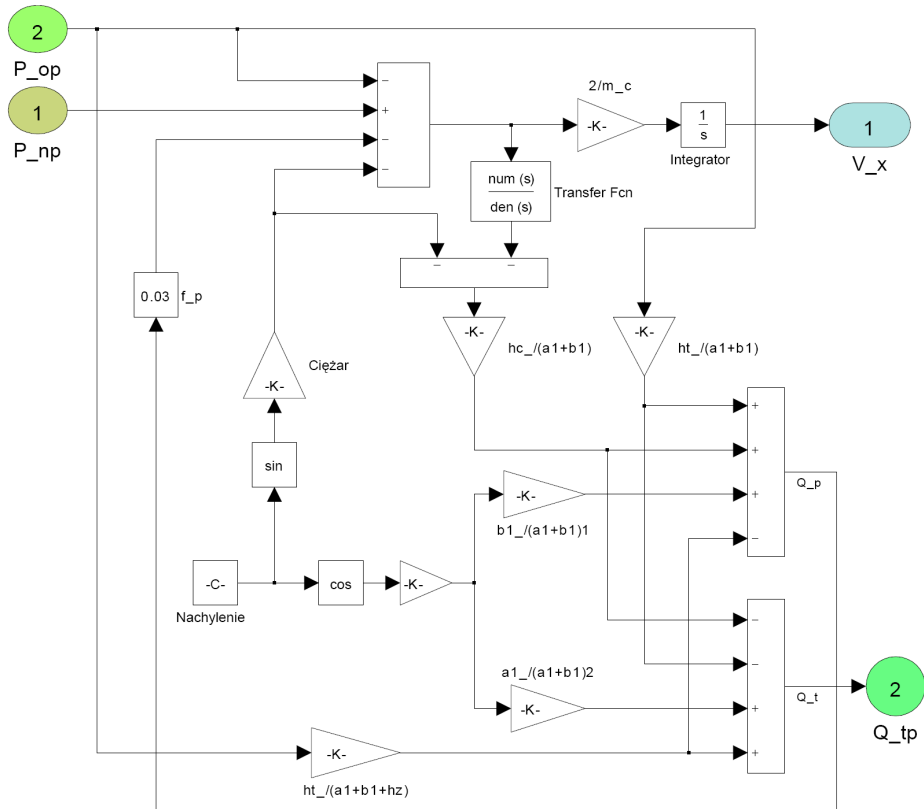 2
P_op
1
P_np
−
+
−
−
2/m_c
-K-
1
s
Integrator
1
V_x
num (s)
den (s)
Transfer Fcn
−
−
0.03
f_p
-K-
hc_/(a1+b1)
-K-
ht_/(a1+b1)
Ciężar
-K-
+
+
+
−
Q_p
sin
-K-
b1_/(a1+b1)1
-C-
Nachylenie
cos
-K-
−
−
+
+
Q_t
a1_/(a1+b1)2
-K-
2
Q_tp
-K-
ht_/(a1+b1+hz)